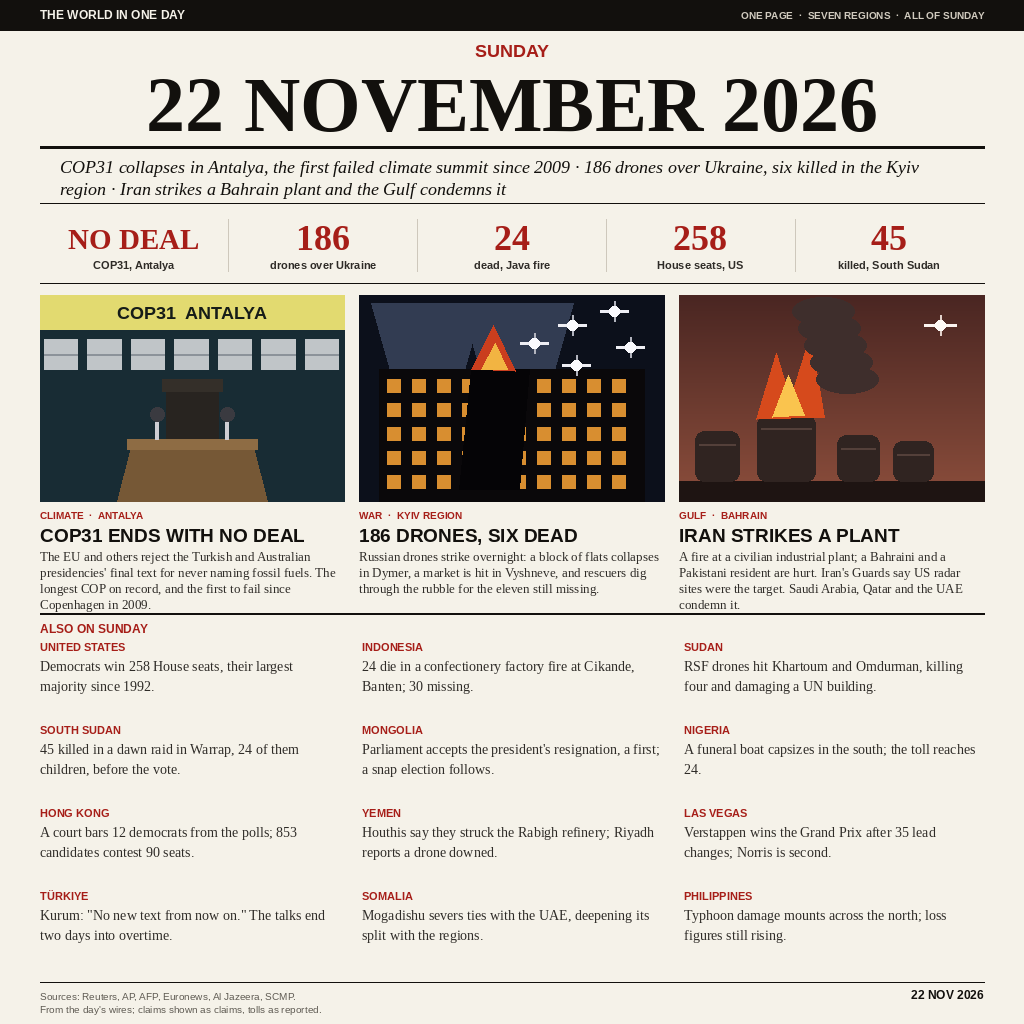 THE WORLD IN ONE DAY
ONE PAGE · SEVEN REGIONS · ALL OF SUNDAY
SUNDAY
22 NOVEMBER 2026
COP31 collapses in Antalya, the first failed climate summit since 2009 · 186 drones over Ukraine, six killed in the Kyiv
region · Iran strikes a Bahrain plant and the Gulf condemns it
NO DEAL
COP31, Antalya
186
drones over Ukraine
24
dead, Java fire
258
House seats, US
45
killed, South Sudan
COP31 ANTALYA
CLIMATE · ANTALYA
COP31 ENDS WITH NO DEAL
The EU and others reject the Turkish and Australian
presidencies' final text for never naming fossil fuels. The
longest COP on record, and the first to fail since
Copenhagen in 2009.
WAR · KYIV REGION
186 DRONES, SIX DEAD
Russian drones strike overnight: a block of flats collapses
in Dymer, a market is hit in Vyshneve, and rescuers dig
through the rubble for the eleven still missing.
GULF · BAHRAIN
IRAN STRIKES A PLANT
A fire at a civilian industrial plant; a Bahraini and a
Pakistani resident are hurt. Iran's Guards say US radar
sites were the target. Saudi Arabia, Qatar and the UAE
condemn it.
ALSO ON SUNDAY
UNITED STATES
Democrats win 258 House seats, their largest
majority since 1992.
INDONESIA
24 die in a confectionery factory fire at Cikande,
Banten; 30 missing.
SUDAN
RSF drones hit Khartoum and Omdurman, killing
four and damaging a UN building.
SOUTH SUDAN
45 killed in a dawn raid in Warrap, 24 of them
children, before the vote.
MONGOLIA
Parliament accepts the president's resignation, a first;
a snap election follows.
NIGERIA
A funeral boat capsizes in the south; the toll reaches
24.
HONG KONG
A court bars 12 democrats from the polls; 853
candidates contest 90 seats.
YEMEN
Houthis say they struck the Rabigh refinery; Riyadh
reports a drone downed.
LAS VEGAS
Verstappen wins the Grand Prix after 35 lead
changes; Norris is second.
TÜRKIYE
Kurum: "No new text from now on." The talks end
two days into overtime.
SOMALIA
Mogadishu severs ties with the UAE, deepening its
split with the regions.
PHILIPPINES
Typhoon damage mounts across the north; loss
figures still rising.
Sources: Reuters, AP, AFP, Euronews, Al Jazeera, SCMP.
From the day's wires; claims shown as claims, tolls as reported.
22 NOV 2026